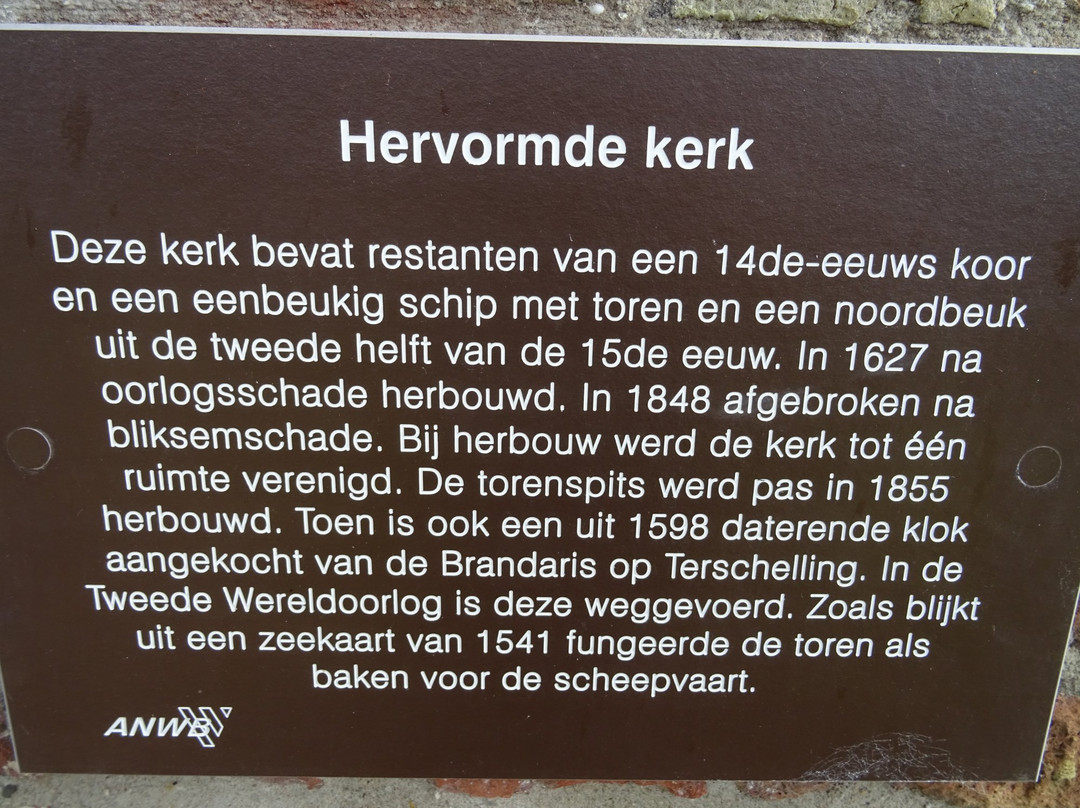 Hervormde kerk
Deze kerk bevat restanten van een 14de-eeuws koor
en een eenbeukig schip met toren en een noordbeuk
uit de tweede helft van de 15de eeuw. In 1627 na
oorlogsschade herbouwd. In 1848 afgebroken na
bliksemschade. Bij herbouw werd de kerk tot één
ruimte verenigd. De torenspits werd pas in 1855
herbouwd. Toen is ook een uit 1598 daterende klok
aangekocht van de Brandaris op Terschelling. In de
Tweede Wereldoorlog is deze weggevoerd. Zoals blijkt
uit een zeekaart van 1541 fungeerde de toren als
baken voor de scheepvaart.
ANWB